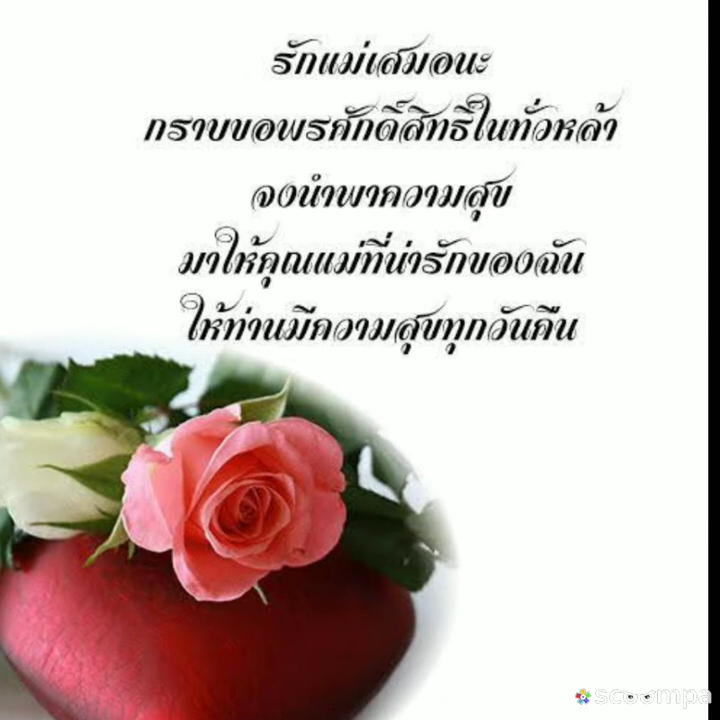 รักแม่เสมอนะ
กราบขอพรศักดิ์สิทธิ์ในทั่วหล้า
จงนำพาความสุข
มาให้คุณแม่ที่น่ารักของฉัน
ให้ท่านมีความสุขทุกวันคืน
scoompa